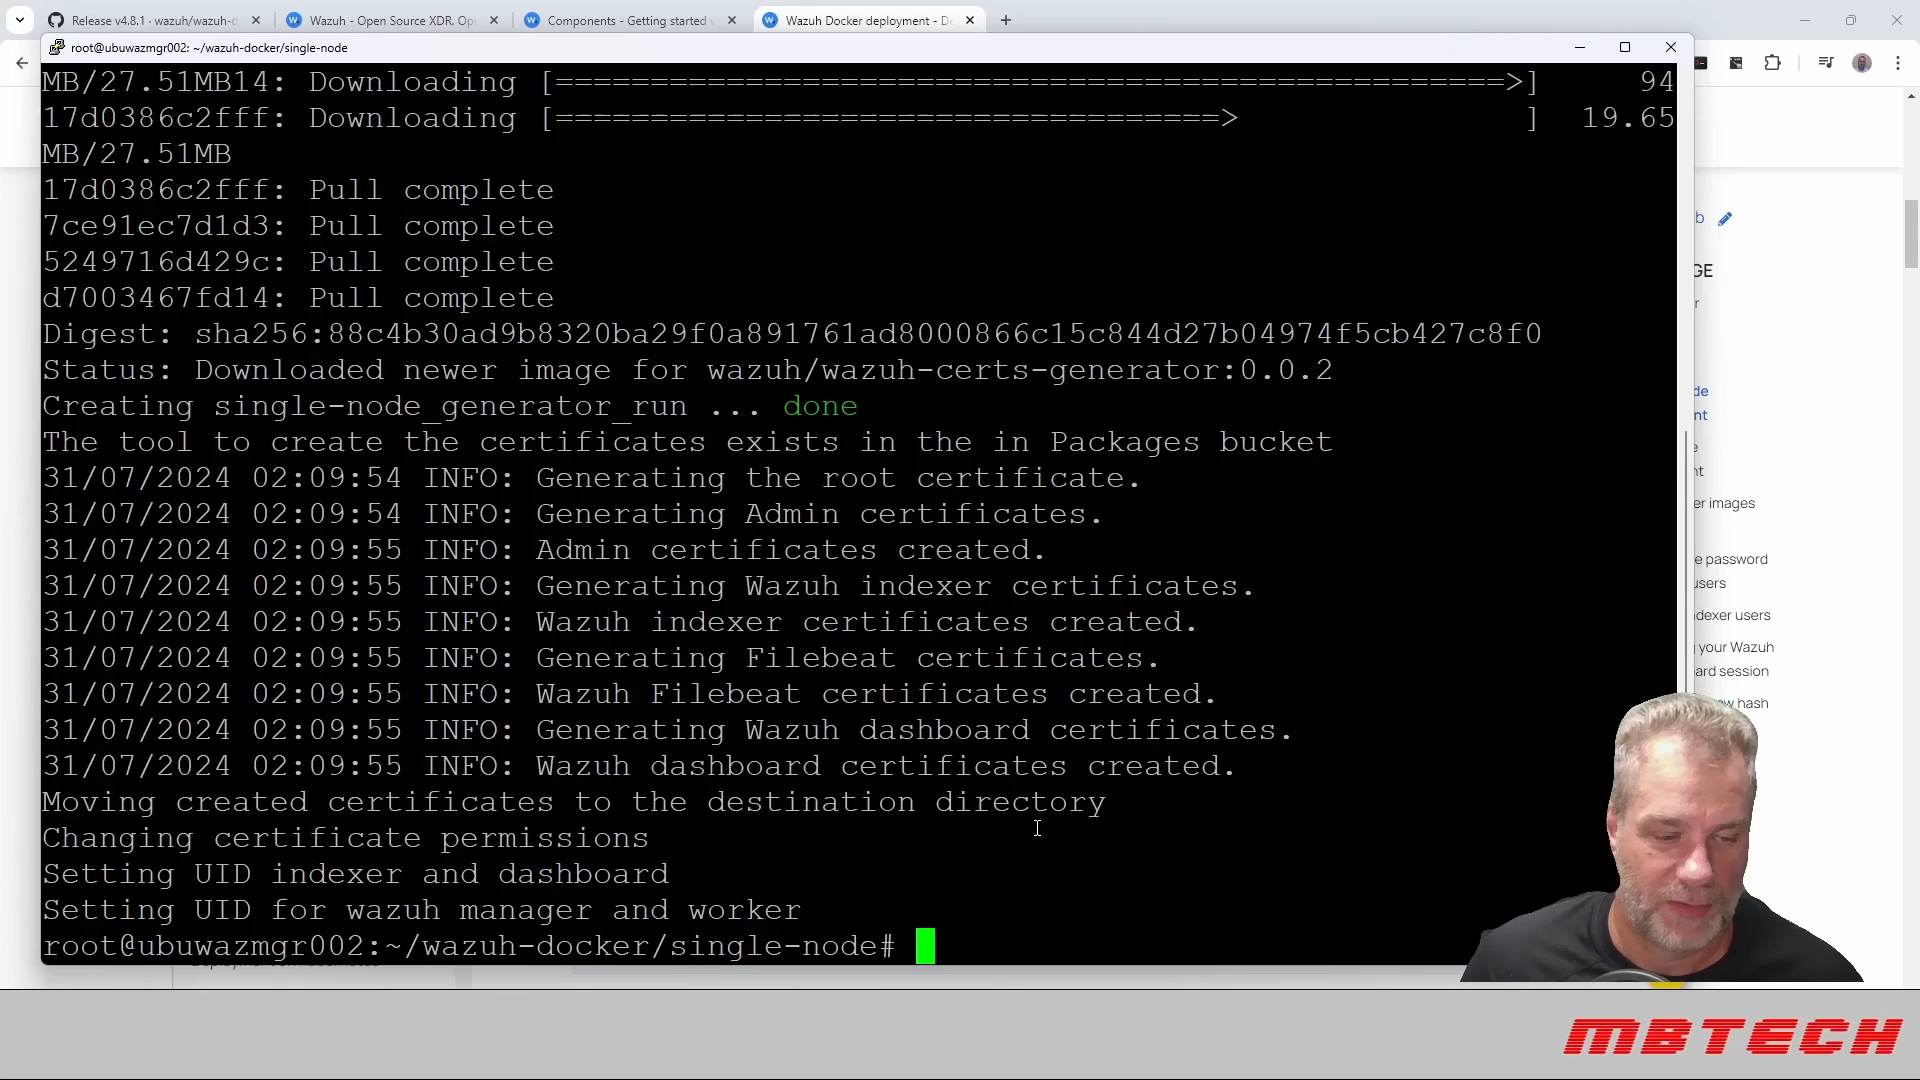 Release v4.8.1 · wazuh/wazuh-d
Wazuh - Open Source XDR. Op
Components - Getting started
Wazuh Docker deployment - De
root@ubuwazmgr002: ~/wazuh-docker/single-node
MB/27.51MB14: Downloading [==================================================>] 94
17d0386c2fff: Downloading [===================================> ] 19.65
MB/27.51MB
17d0386c2fff: Pull complete
7ce91ec7d1d3: Pull complete
5249716d429c: Pull complete
d7003467fd14: Pull complete
Digest: sha256:88c4b30ad9b8320ba29f0a891761ad8000866c15c844d27b04974f5cb427c8f0
Status: Downloaded newer image for wazuh/wazuh-certs-generator:0.0.2
Creating single-node_generator_run ... done
The tool to create the certificates exists in the in Packages bucket
31/07/2024 02:09:54 INFO: Generating the root certificate.
31/07/2024 02:09:54 INFO: Generating Admin certificates.
31/07/2024 02:09:55 INFO: Admin certificates created.
31/07/2024 02:09:55 INFO: Generating Wazuh indexer certificates.
31/07/2024 02:09:55 INFO: Wazuh indexer certificates created.
31/07/2024 02:09:55 INFO: Generating Filebeat certificates.
31/07/2024 02:09:55 INFO: Wazuh Filebeat certificates created.
31/07/2024 02:09:55 INFO: Generating Wazuh dashboard certificates.
31/07/2024 02:09:55 INFO: Wazuh dashboard certificates created.
Moving created certificates to the destination directory
Changing certificate permissions
Setting UID indexer and dashboard
Setting UID for wazuh manager and worker
root@ubuwazmgr002:~/wazuh-docker/single-node#
b
GE
r
de
nt
e
nt
er images
e password
users
ndexer users
your Wazuh
ard session
ew hash
MBTECH